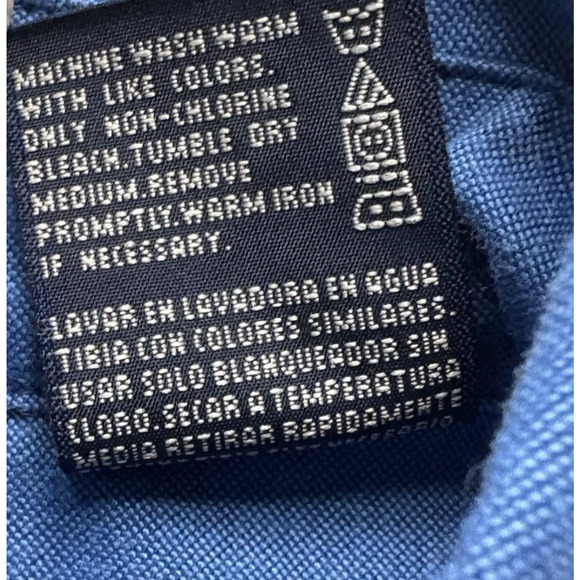 MACHINE WASH WARM
WITH LIKE COLORS.
ONLY NON-CHLORINE
BLEACH.TUMBLE DRY
MEDIUM.REMOVE
PROMPTLY.WARM IRON
IF NECESSARY.
LAVAR EN LAVADORA EN AGUA
TIBIA CON COLORES SIMILARES.
USAR SOLO BLANQUEADOR SIN
CLORO.SECAR A TEMPERATURA
MEDIA RETIRAR RAPIDAMENTE